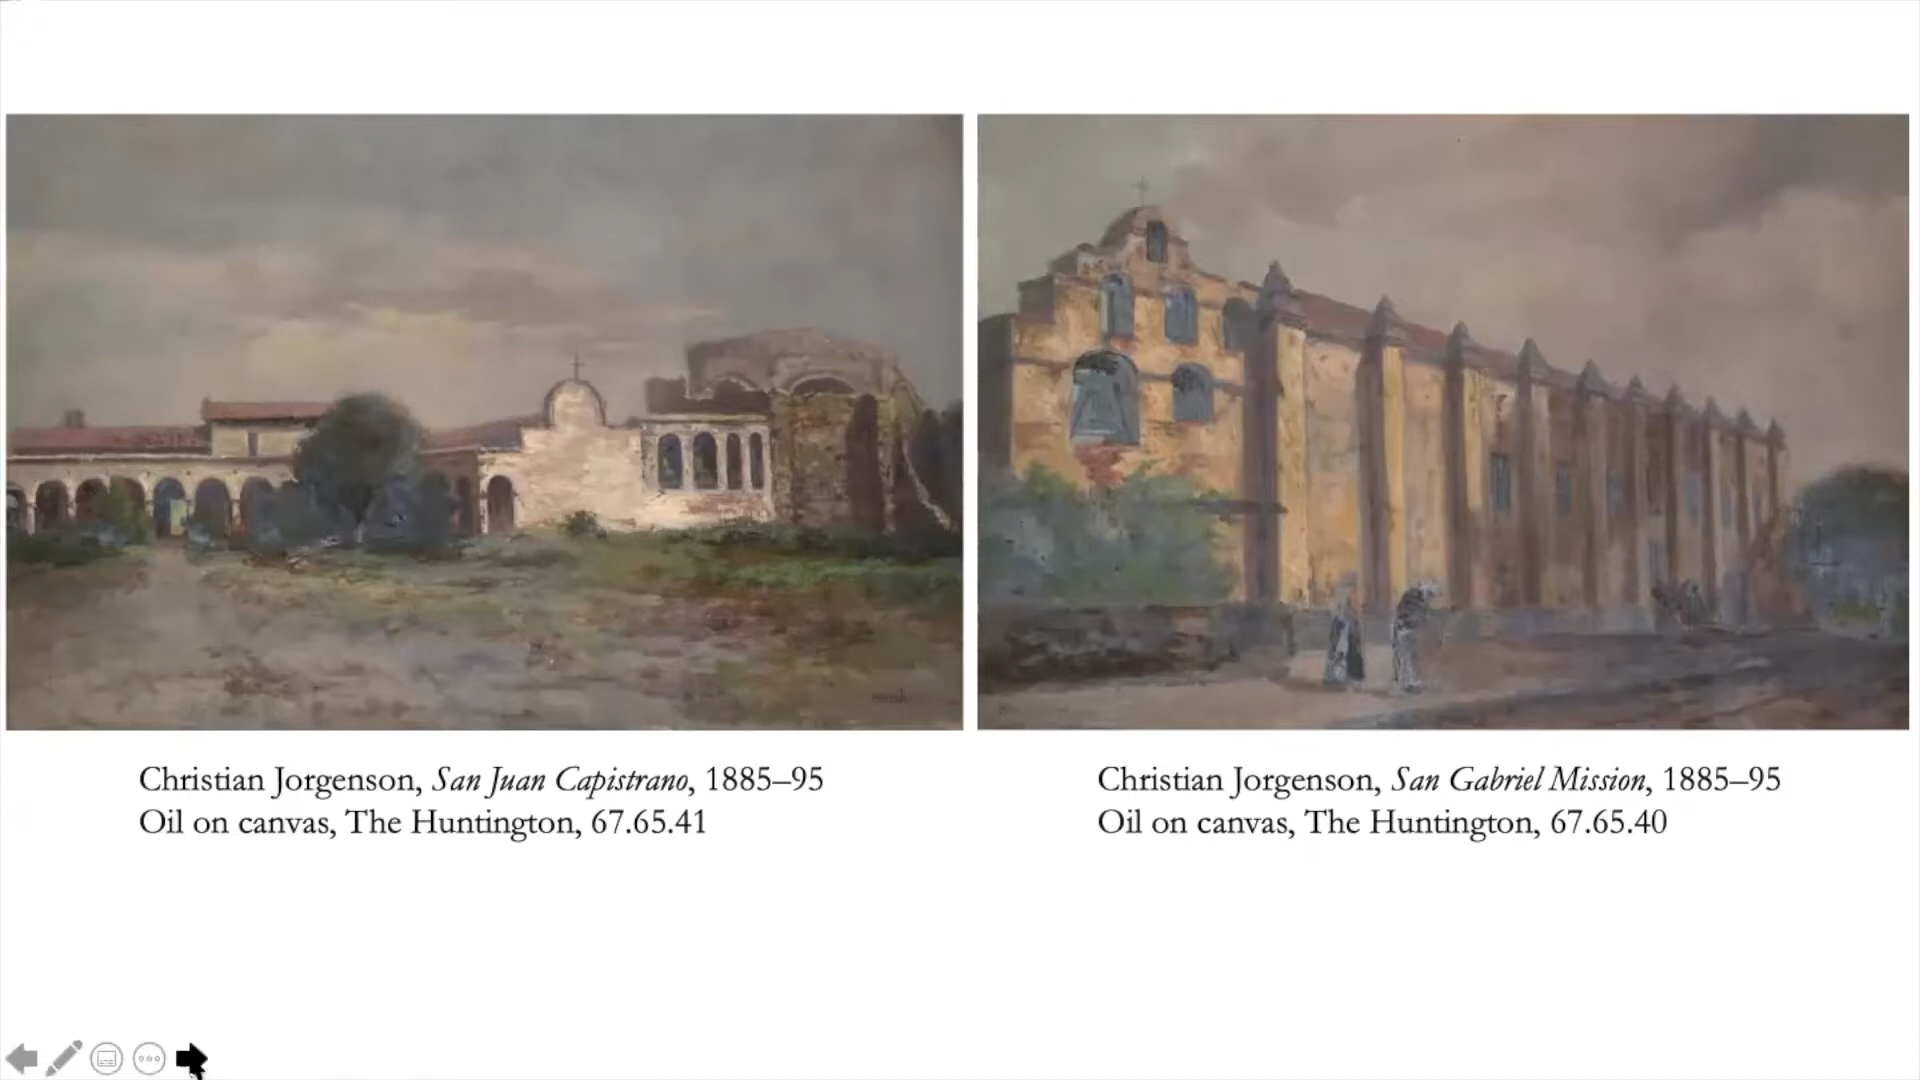 Christian Jorgenson, San Juan Capistrano, 1885–95
Oil on canvas, The Huntington, 67.65.41
Christian Jorgenson, San Gabriel Mission, 1885–95
Oil on canvas, The Huntington, 67.65.40